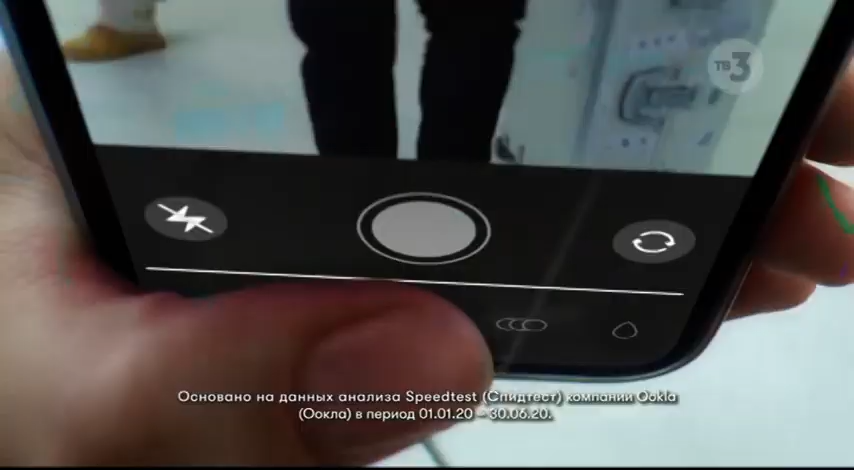 ТВ3
Основано на данных анализа Speedtest (Спидтест) компании Ookla
(Оокла) в период 01.01.20 – 30.06.20.